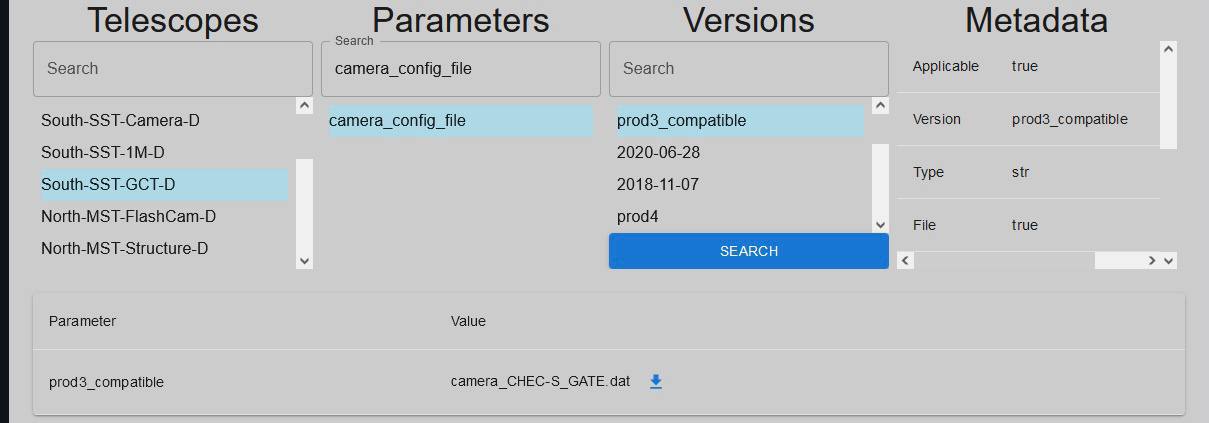 Telescopes
Parameters
Versions
Metadata
Search
Search
camera_config_file
Search
South-SST-Camera-D
South-SST-1M-D
South-SST-GCT-D
North-MST-FlashCam-D
North-MST-Structure-D
camera_config_file
prod3_compatible
2020-06-28
2018-11-07
prod4
SEARCH
Applicable true
Version prod3_compatible
Type str
File true
Parameter Value
prod3_compatible camera_CHEC-S_GATE.dat